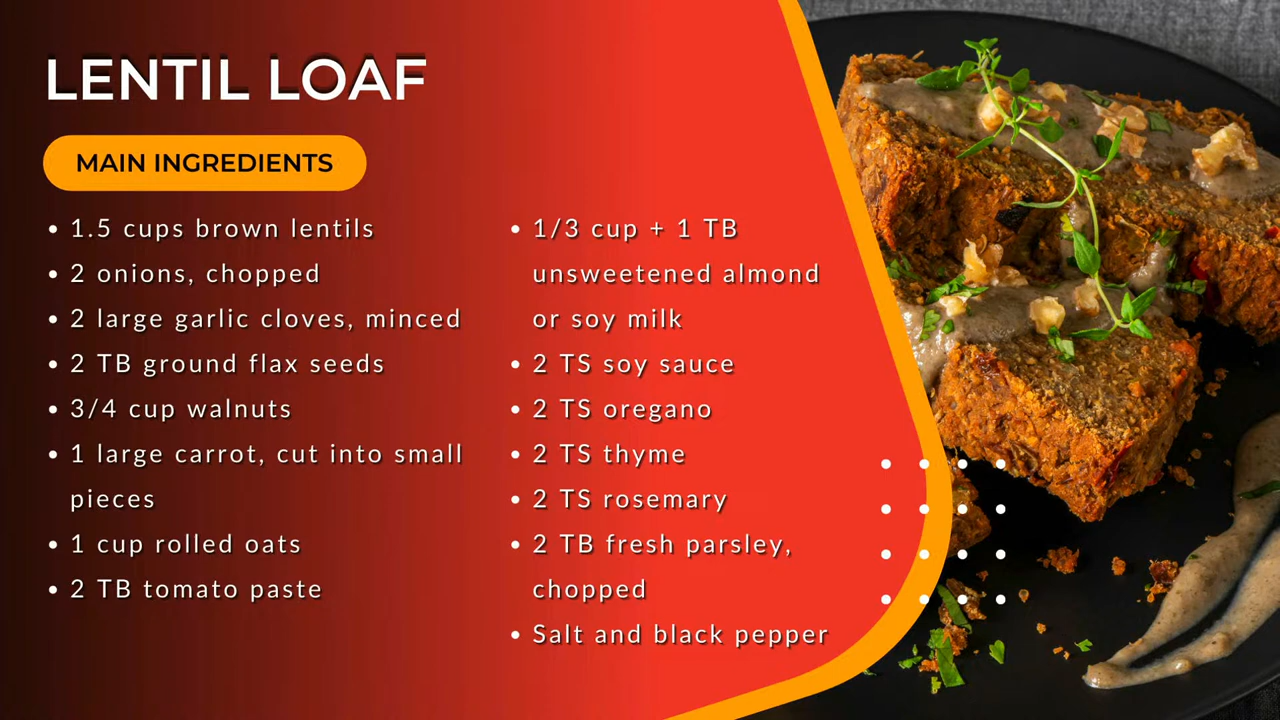 LENTIL LOAF
MAIN INGREDIENTS
• 1.5 cups brown lentils
• 2 onions, chopped
• 2 large garlic cloves, minced
• 2 TB ground flax seeds
• 3/4 cup walnuts
• 1 large carrot, cut into small
pieces
• 1 cup rolled oats
• 2 TB tomato paste
• 1/3 cup + 1 TB
unsweetened almond
or soy milk
• 2 TS soy sauce
• 2 TS oregano
• 2 TS thyme
• 2 TS rosemary
• 2 TB fresh parsley,
chopped
• Salt and black pepper